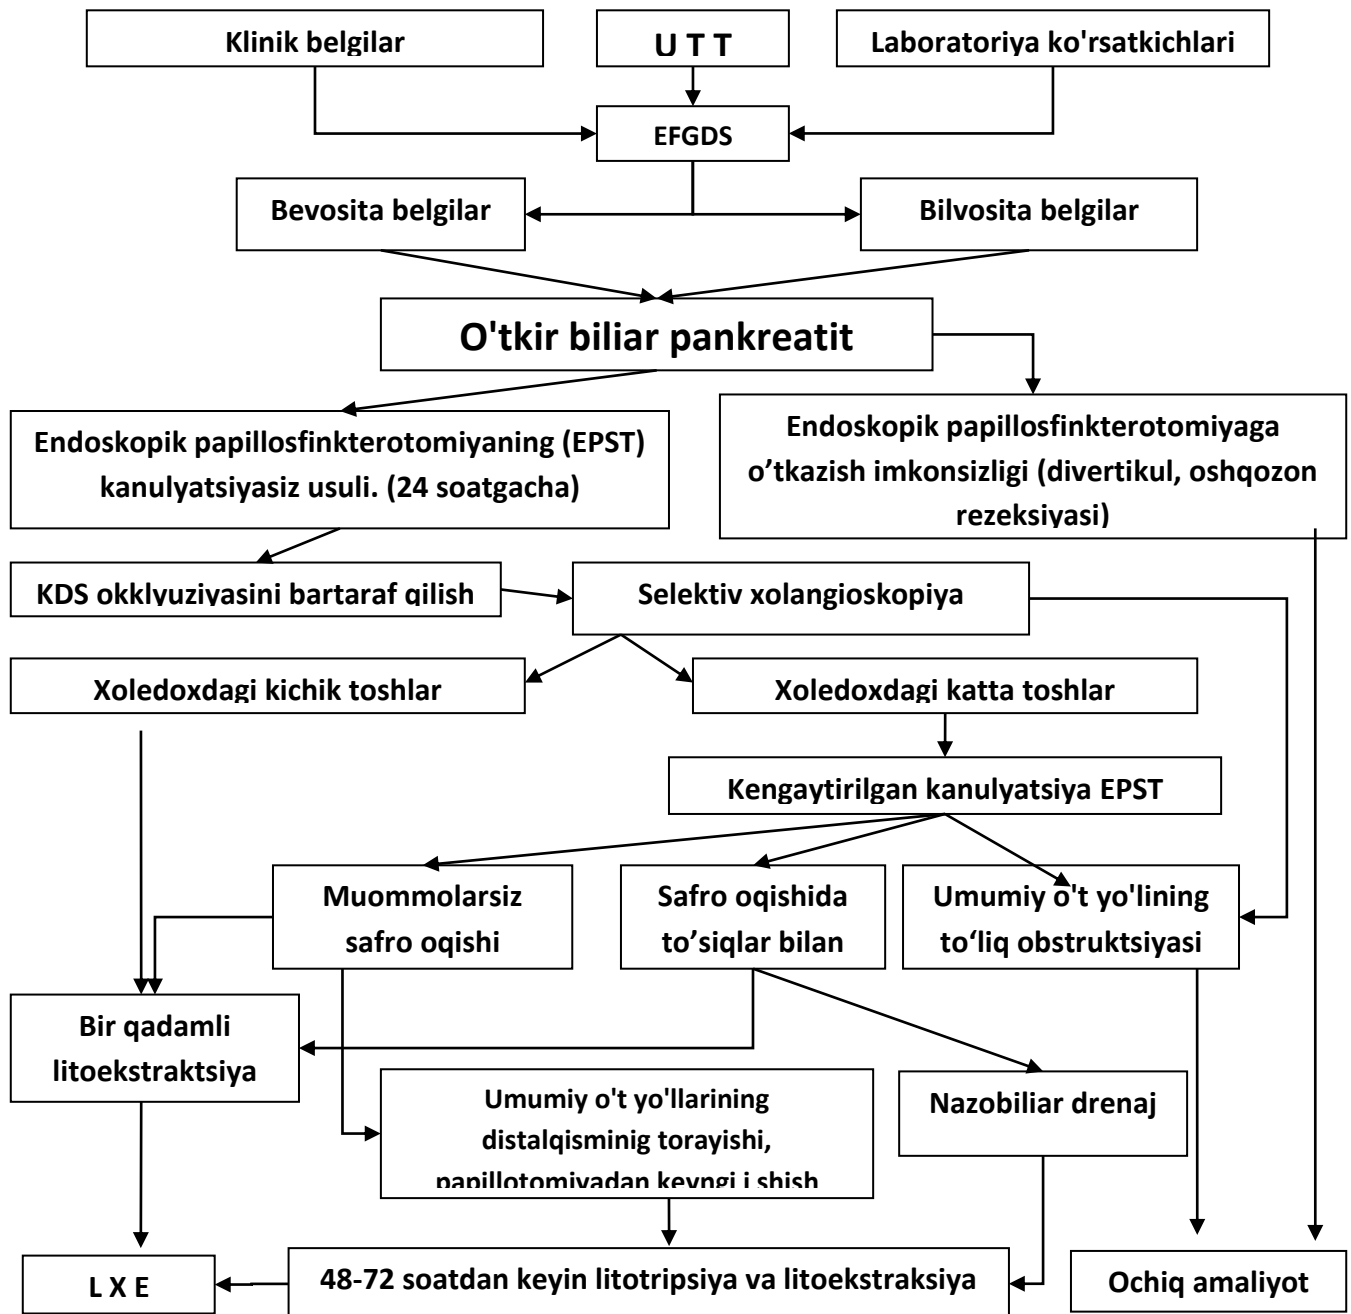 Klinik belgilar
U T T
Laboratoriya ko'rsatkichlari
EFGDS
Bevosita belgilar
Bilvosita belgilar
O'tkir biliar pankreatit
Endoskopik papillosfinkterotomiyaning (EPST)
kanulyatsiyasiz usuli. (24 soatgacha)
Endoskopik papillosfinkterotomiyaga
o’tkazish imkonsizligi (divertikul, oshqozon
rezeksiyasi)
KDS okklyuziyasini bartaraf qilish
Selektiv xolangioskopiya
Xoledoxdagi kichik toshlar
Xoledoxdagi katta toshlar
Kengaytirilgan kanulyatsiya EPST
Muommolarsiz
safro oqishi
Safro oqishida
to’siqlar bilan
Umumiy o't yo'lining
to‘liq obstruktsiyasi
Bir qadamli
litoekstraktsiya
Umumiy o't yo'llarining
distalqisminig torayishi,
papillotomiyadan keyngi i shish
Nazobiliar drenaj
L X E
48-72 soatdan keyin litotripsiya va litoekstraksiya
Ochiq amaliyot